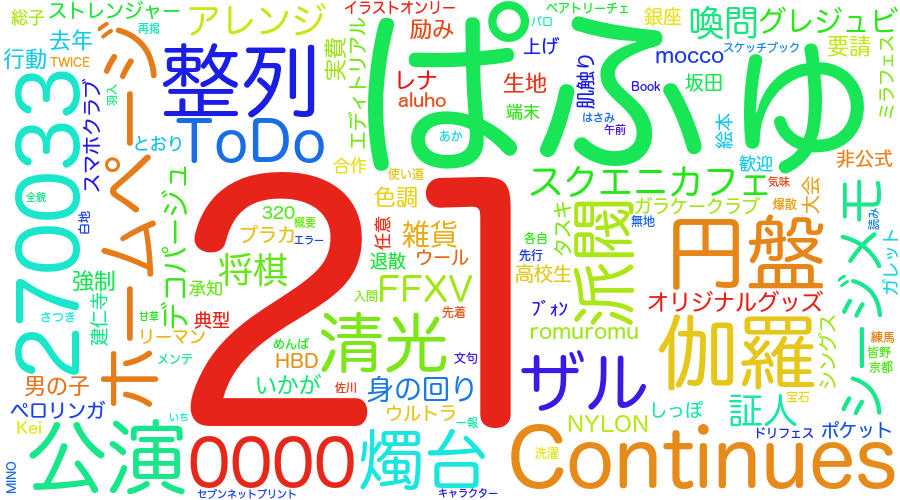 総子
ストレンジャー
再掲
アレンジ
イラストオンリー
励み
ベアトリーチェ
パロ
銀座
喚問
グレジュビ
行動
去年
TWICE
整列
実費
エディトリアル
上げ
mocco
スケッチブック
要請
ミラフェス
270033
スマホクラブ
羽入
ホームページ
レナ
aluho
生地
肌触り
Book
坂田
ぱふゅ
ToDo
とおり
端末
はさみ
午前
絵本
あか
歓迎
非公式
合作
使い道
スクエニカフェ
気味
全貌
白地
デコパージュ
320
概要
プラカ
エラー
21
色調
任意
雑貨
各自
タスキ
派閥
ガラケークラブ
無地
爆散
大会
読み
シージメモ
強制
承知
将棋
退散
ウール
先行
円盤
ガレット
さつき
建仁寺
甘草
典型
リーマン
入間
FFXV
高校生
ブォン
オリジナルグッズ
メンテ
めんぱ
HBD
清光
先着
文句
romuromu
伽羅
シングス
練馬
皆野
京都
男の子
いかが
佐川
身の回り
ザル
宝石
ペロリンガ
Kei
いち
ウルトラ
一報
NYLON
しっぽ
証人
公演
0000
燭台
Continues
ドリフェス
ポケット
洗濯
MINO
セブンネットプリント
キャラクター